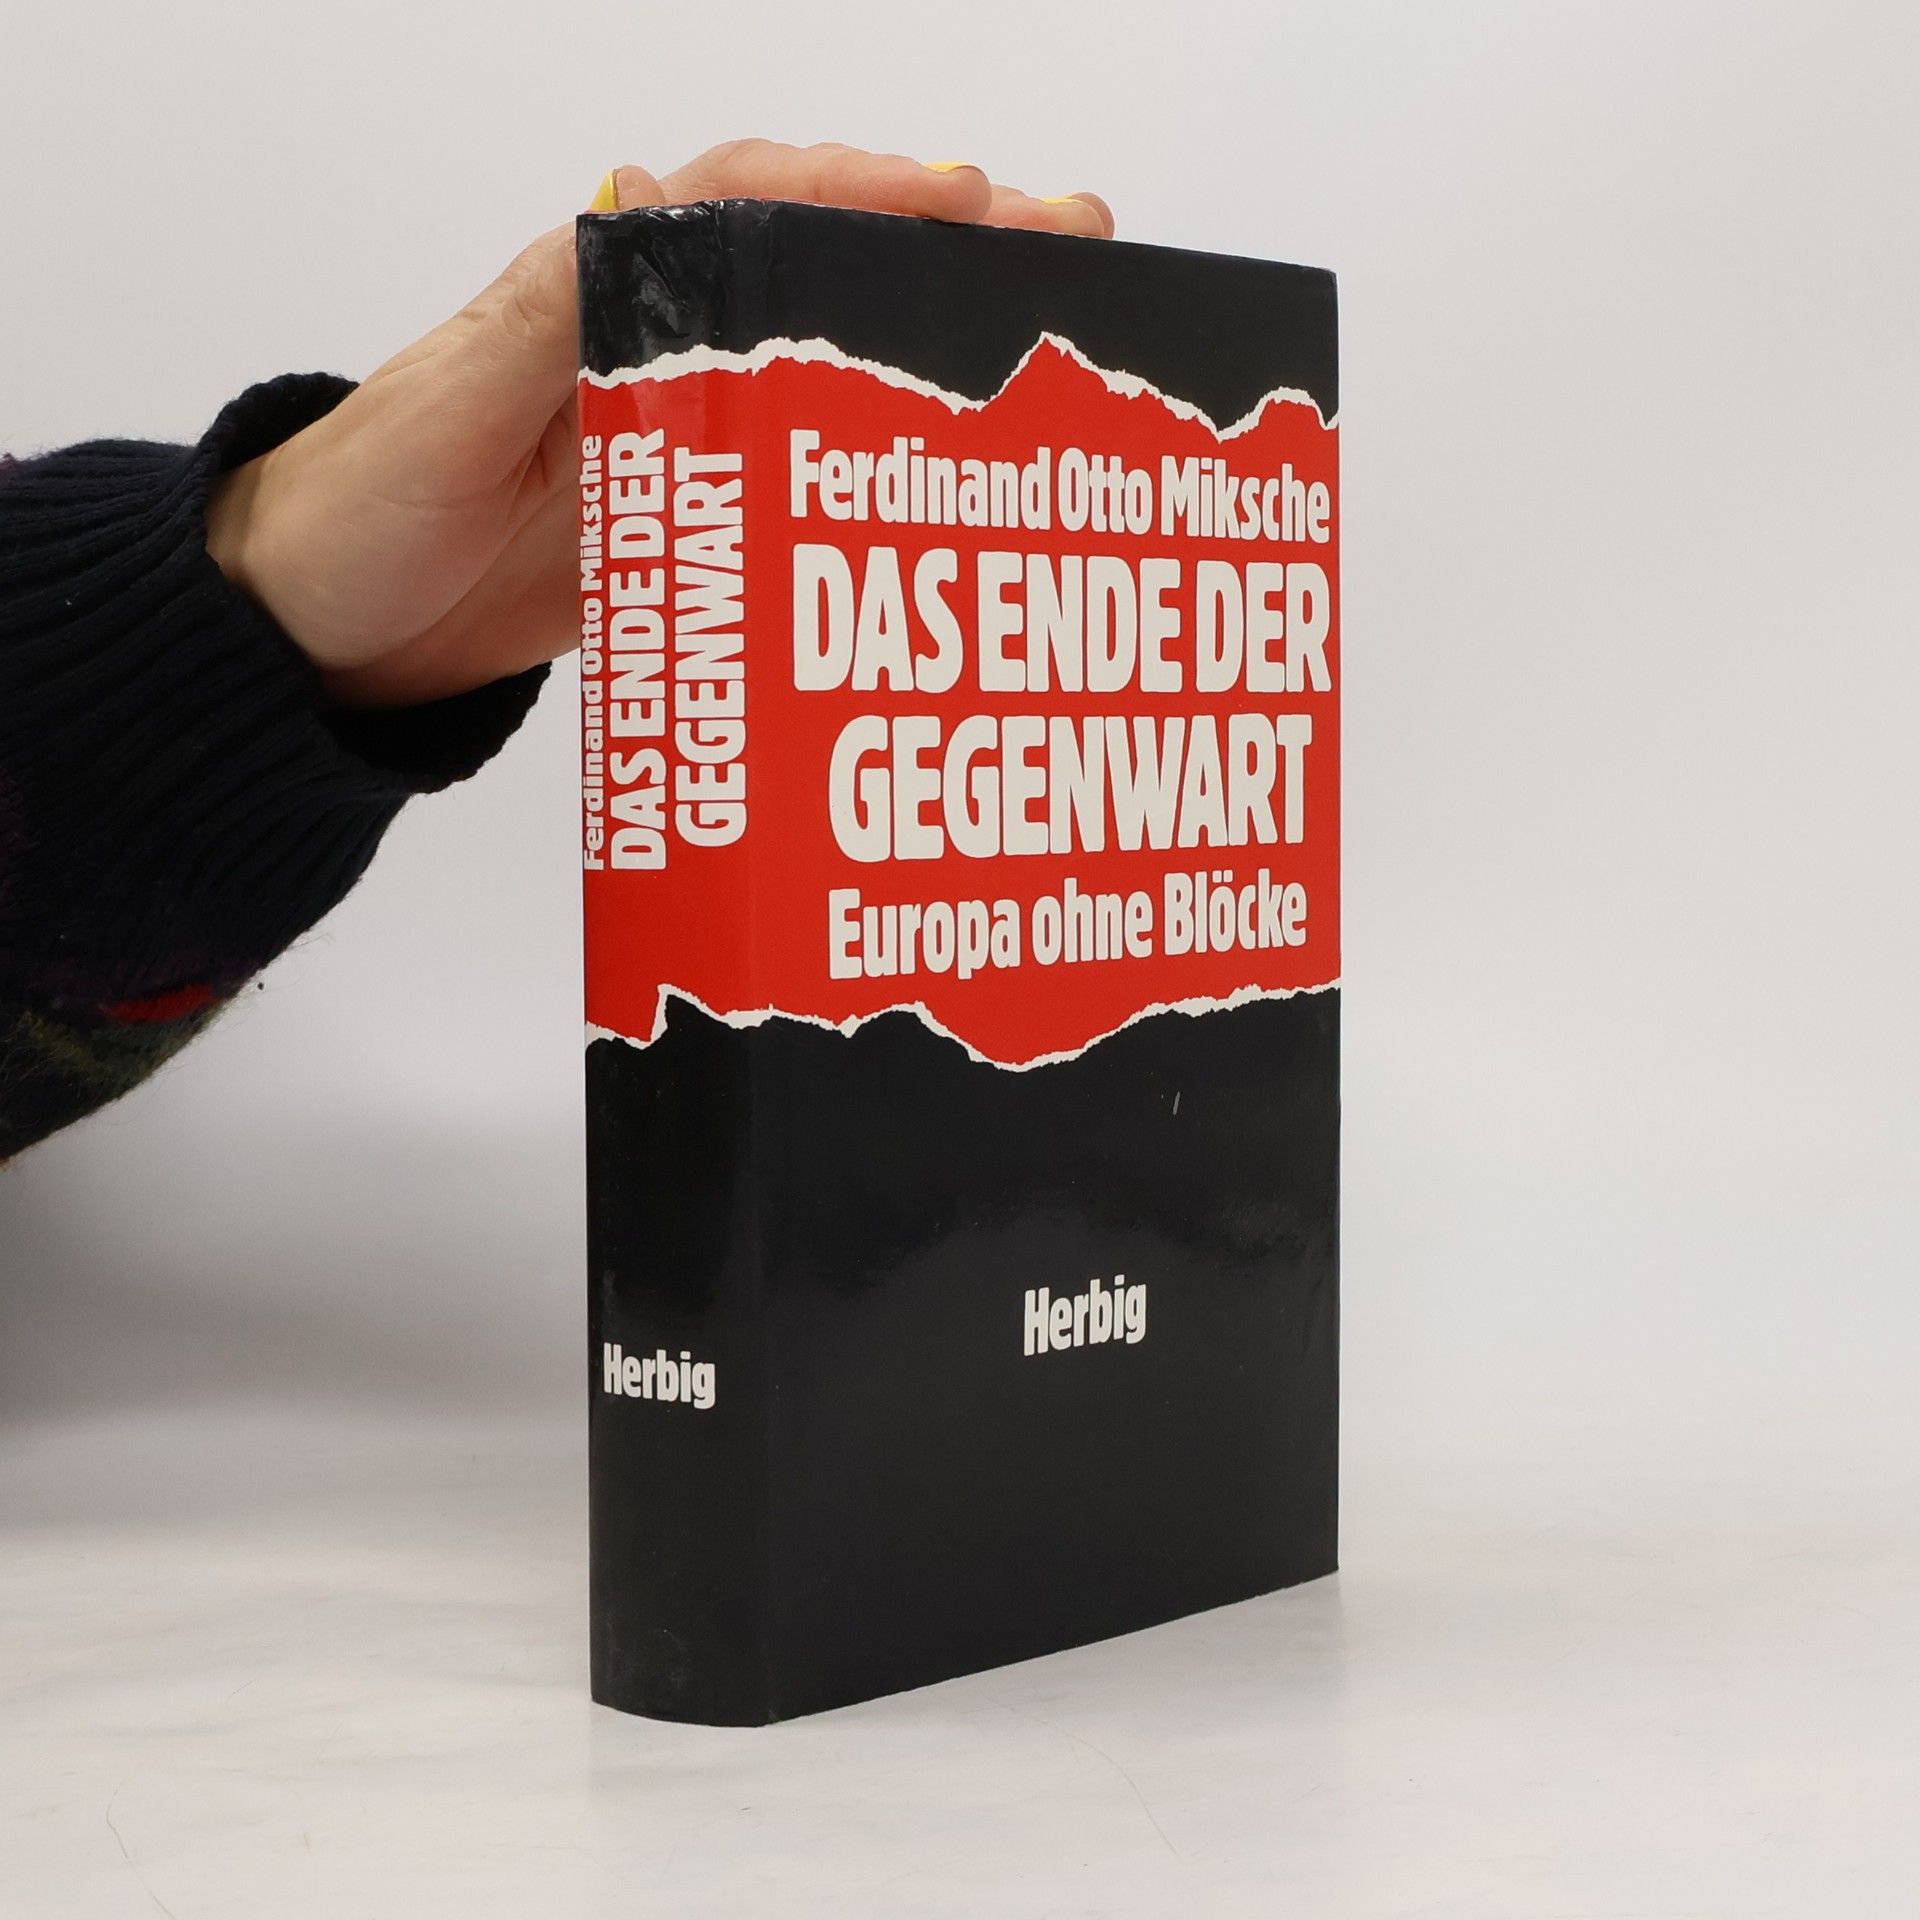 Ferdinand Otto Miksche
DAS ENDE DER
GEGENWART
Herbig
Ferdinand Otto Miksche
DAS ENDE DER
GEGENWART
Europa ohne Blöcke
Herbig